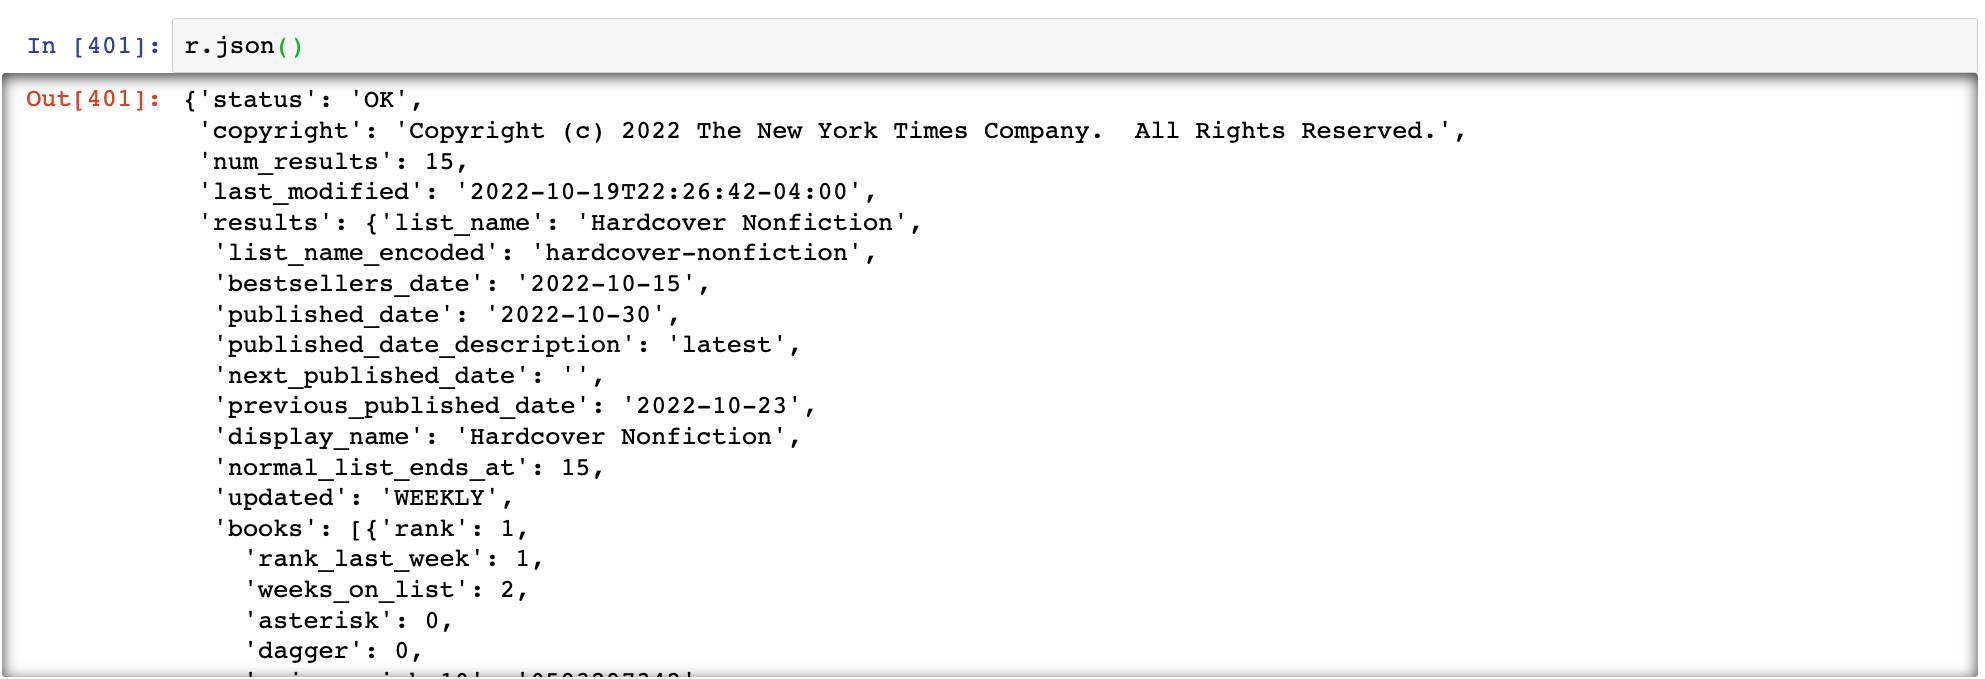 In [401]: r.json()
Out[401]: {'status': 'OK',
'copyright': 'Copyright (c) 2022 The New York Times Company.  All Rights Reserved.',
'num_results': 15,
'last_modified': '2022-10-19T22:26:42-04:00',
'results': {'list_name': 'Hardcover Nonfiction',
'list_name_encoded': 'hardcover-nonfiction',
'bestsellers_date': '2022-10-15',
'published_date': '2022-10-30',
'published_date_description': 'latest',
'next_published_date': '',
'previous_published_date': '2022-10-23',
'display_name': 'Hardcover Nonfiction',
'normal_list_ends_at': 15,
'updated': 'WEEKLY',
'books': [{'rank': 1,
'rank_last_week': 1,
'weeks_on_list': 2,
'asterisk': 0,
'dagger': 0,